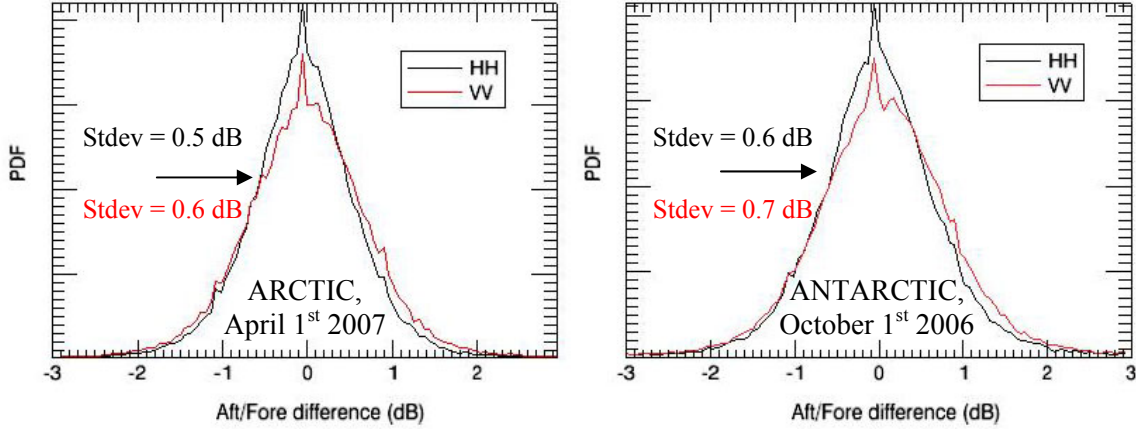 HH
VV
Stdev = 0.5 dB
Stdev = 0.6 dB
ARCTIC,
April 1st 2007
PDF
-3 -2 -1 0 1 2
Aft/Fore difference (dB)
HH
VV
Stdev = 0.6 dB
Stdev = 0.7 dB
ANTARCTIC,
October 1st 2006
PDF
-3 -2 -1 0 1 2 3
Aft/Fore difference (dB)